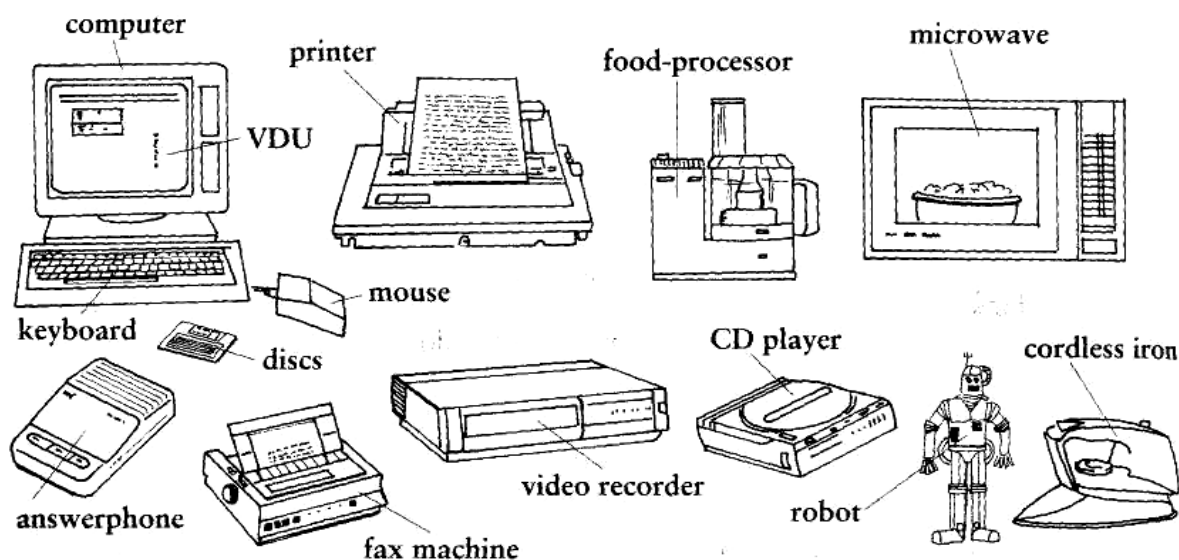 computer
printer
food-processor
microwave
VDU
keyboard
mouse
discs
CD player
cordless iron
answerphone
fax machine
video recorder
robot